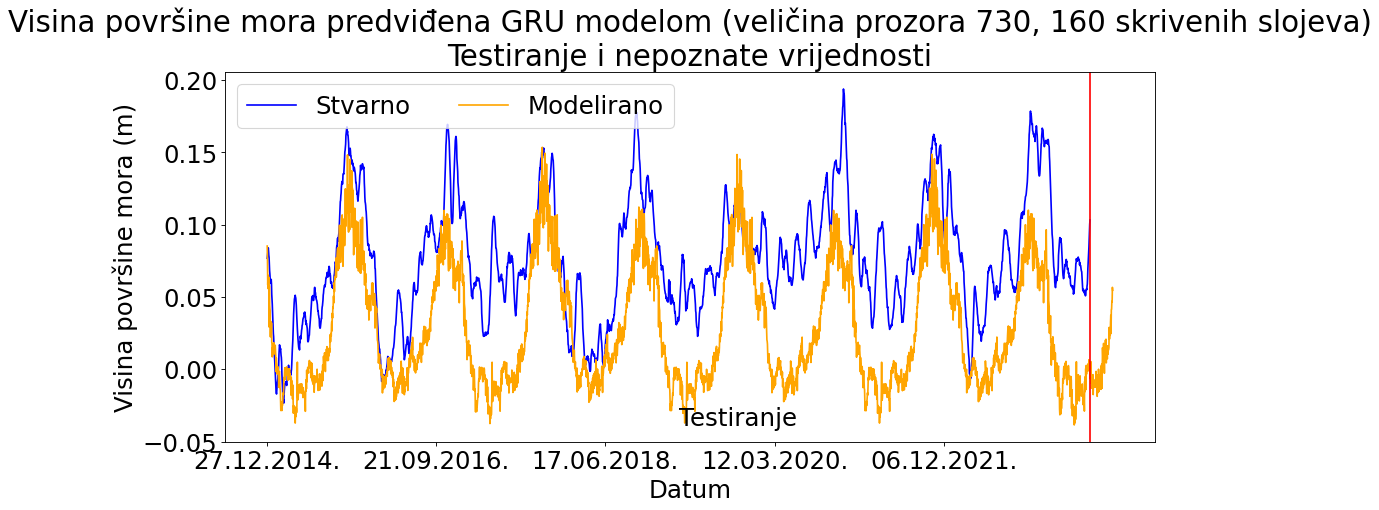 Visina površine mora predviđena GRU modelom (veličina prozora 730, 160 skrivenih slojeva)
Testiranje i nepoznate vrijednosti
Stvarno
Modelirano
Visina površine mora (m)
0.20
0.15
0.10
0.05
0.00
−0.05
Testiranje
27.12.2014.
21.09.2016.
17.06.2018.
12.03.2020.
06.12.2021.
Datum